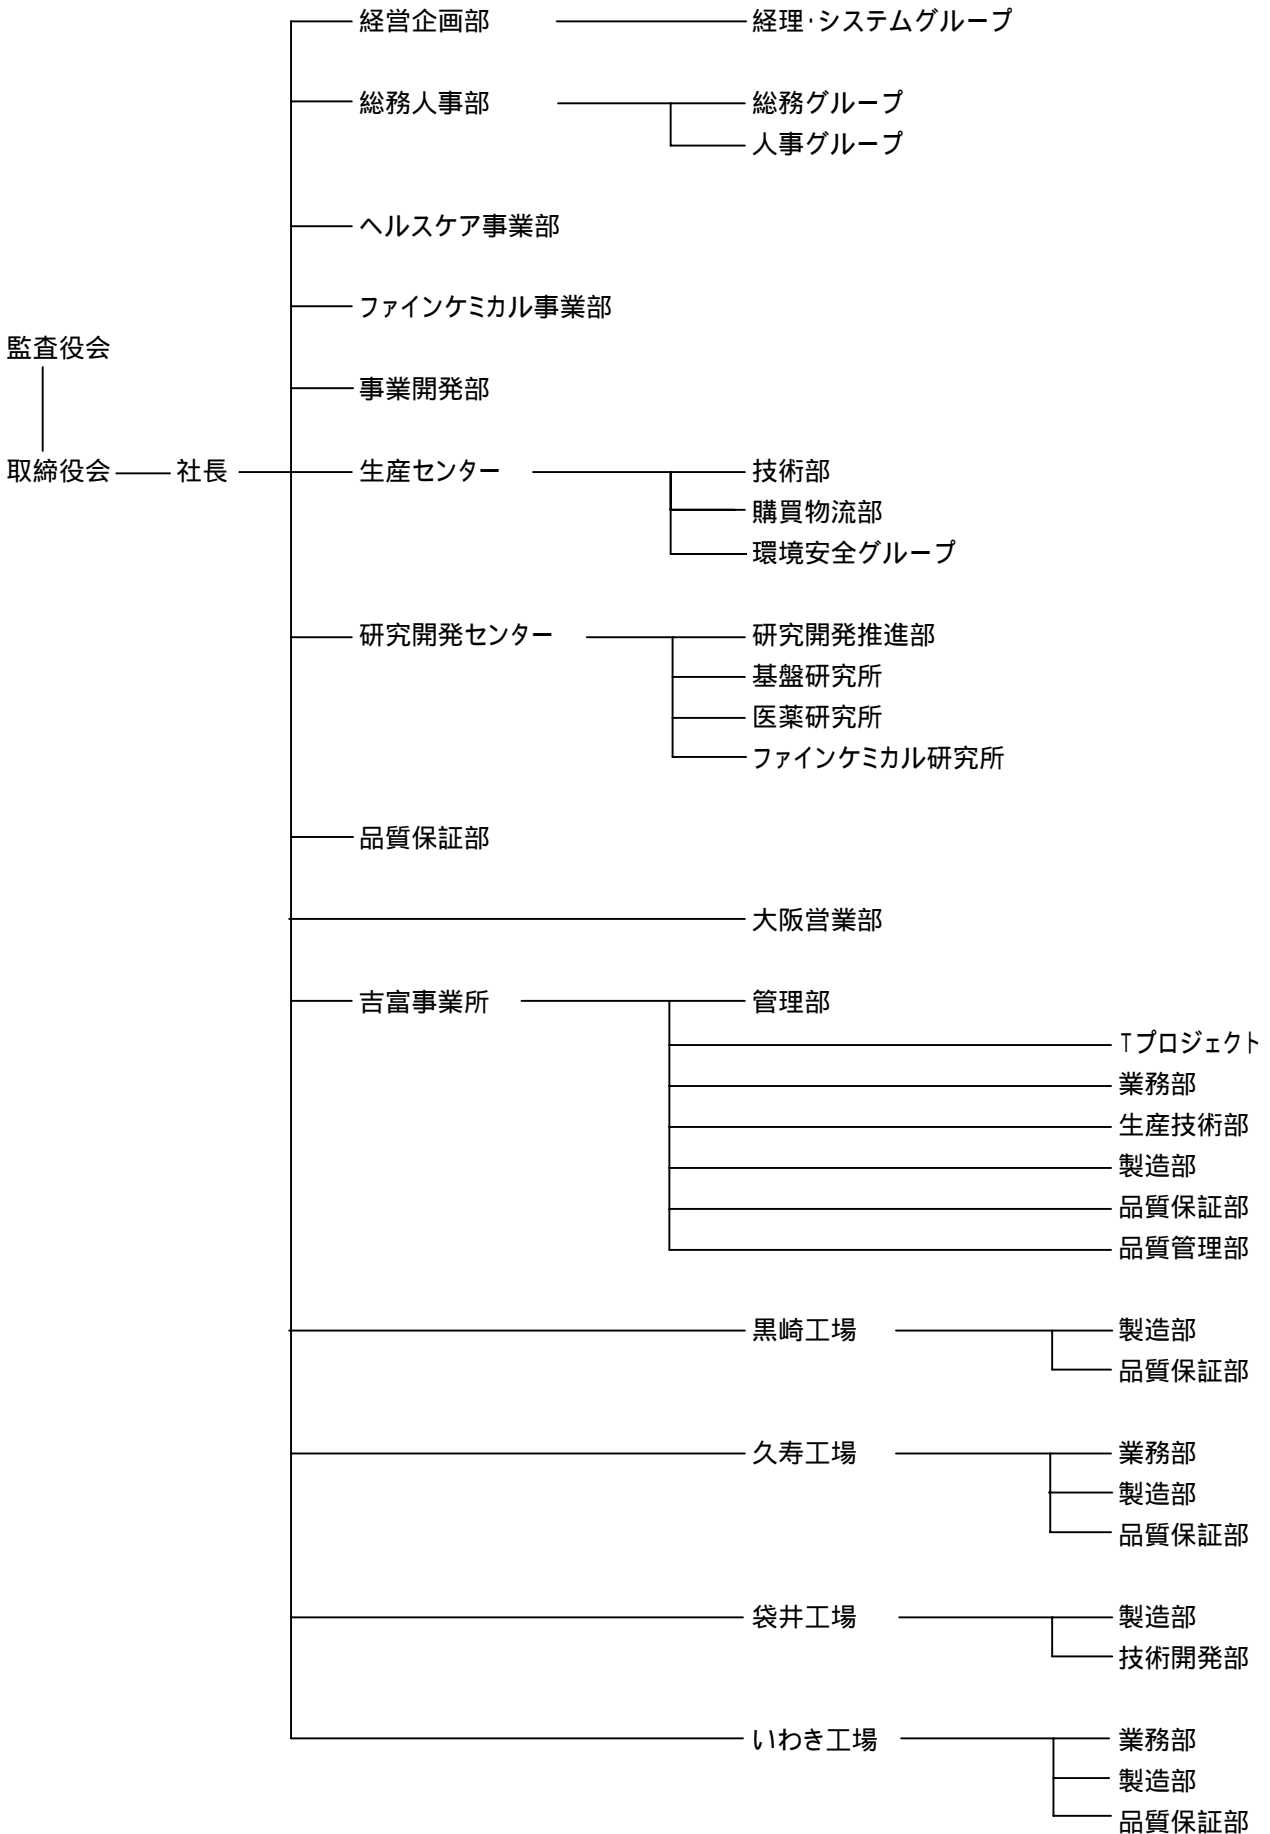 経営企画部 経理・システムグループ
総務人事部 総務グループ
人事グループ
ヘルスケア事業部
ファインケミカル事業部
監査役会
事業開発部
取締役会 社長 生産センター 技術部
購買物流部
環境安全グループ
研究開発センター 研究開発推進部
基盤研究所
医薬研究所
ファインケミカル研究所
品質保証部
大阪営業部
吉富事業所 管理部
Tプロジェクト
業務部
生産技術部
製造部
品質保証部
品質管理部
黒崎工場 製造部
品質保証部
久寿工場 業務部
製造部
品質保証部
袋井工場 製造部
技術開発部
いわき工場 業務部
製造部
品質保証部